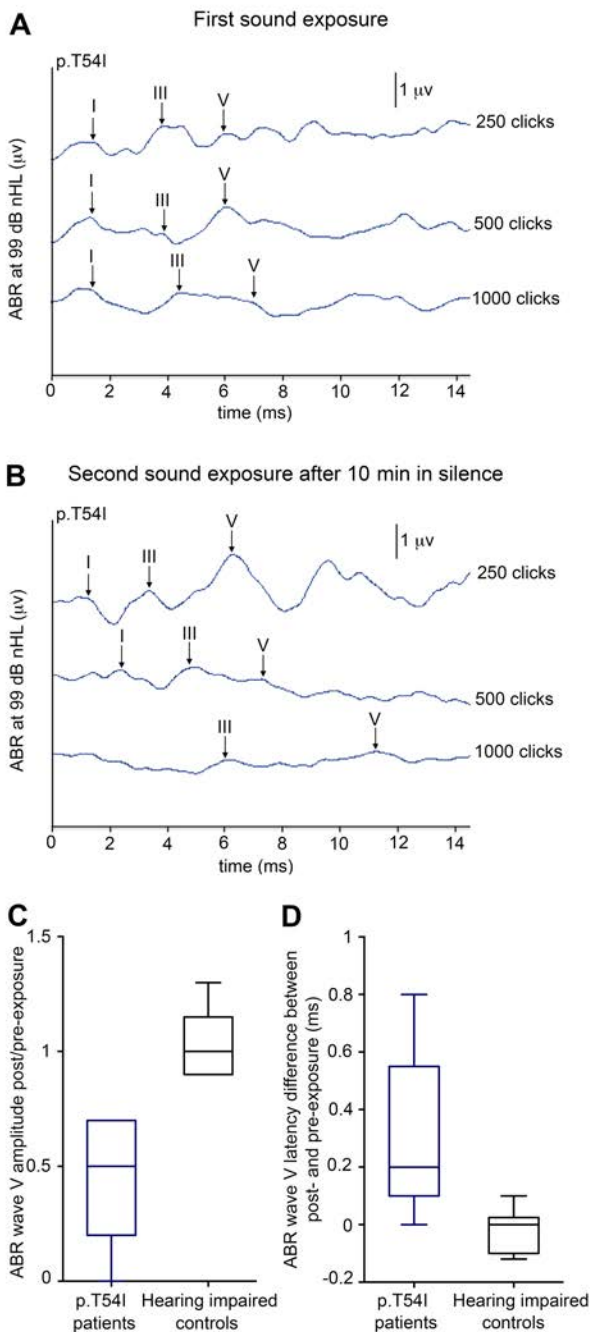 A
First sound exposure
p.T54I
I
III
V
1 μv
250 clicks
I
III
V
500 clicks
I
III
V
1000 clicks
ABR at 99 dB nHL (μv)
0 2 4 6 8 10 12 14
time (ms)
B
Second sound exposure after 10 min in silence
p.T54I
I
III
V
1 μv
250 clicks
I
III
V
500 clicks
III
V
1000 clicks
ABR at 99 dB nHL (μv)
0 2 4 6 8 10 12 14
time (ms)
C
ABR wave V amplitude post/pre-exposure
1.5
1
0.5
0
p.T54I
patients
Hearing impaired
controls
D
ABR wave V latency difference between
post- and pre-exposure (ms)
1
0.8
0.6
0.4
0.2
0
-0.2
p.T54I
patients
Hearing impaired
controls